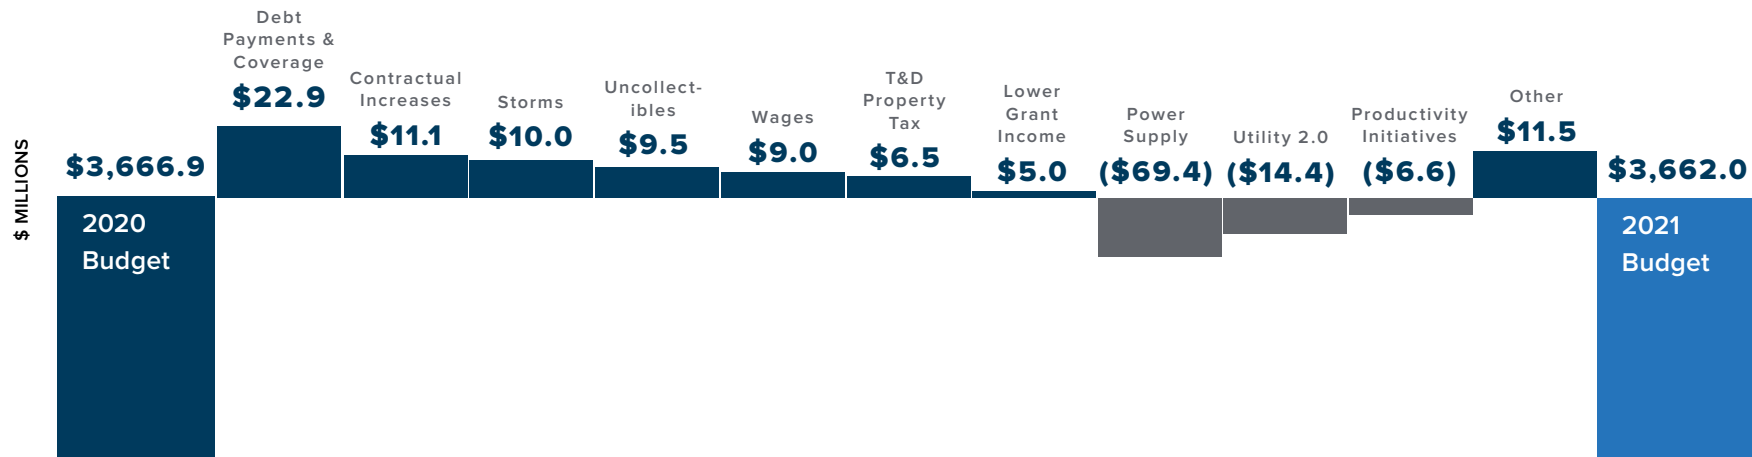 $ MILLIONS
$3,666.9
2020
Budget
Debt
Payments &
Coverage
$22.9
Contractual
Increases
$11.1
Storms
$10.0
Uncollect-
ibles
$9.5
Wages
$9.0
T&D
Property
Tax
$6.5
Lower
Grant
Income
$5.0
Power
Supply
($69.4)
Utility 2.0
($14.4)
Productivity
Initiatives
($6.6)
Other
$11.5
$3,662.0
2021
Budget